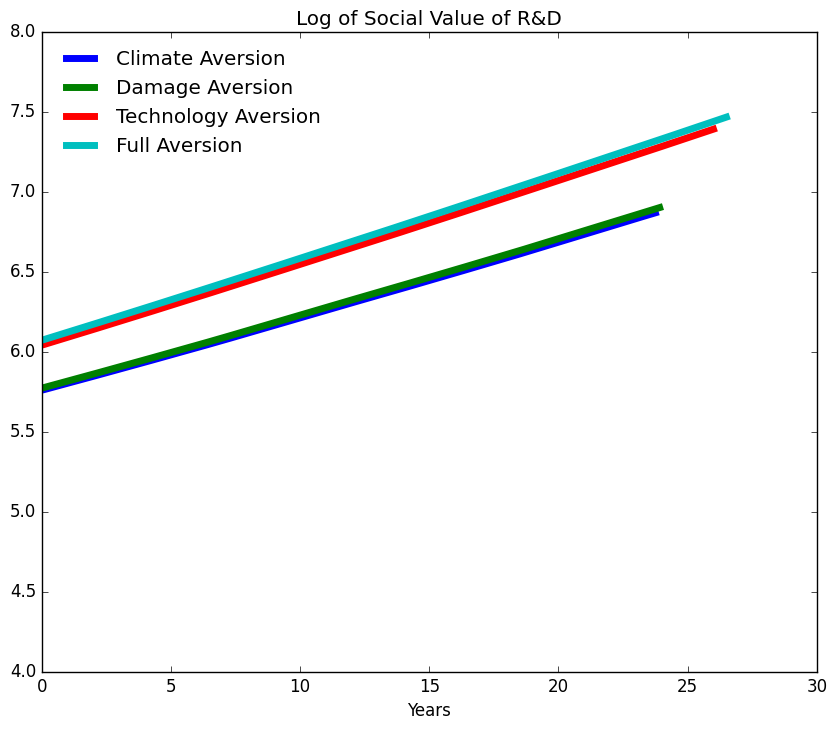 Log of Social Value of R&D
8.0
7.5
7.0
6.5
6.0
5.5
5.0
4.5
4.0
Climate Aversion
Damage Aversion
Technology Aversion
Full Aversion
0 5 10 15 20 25 30
Years